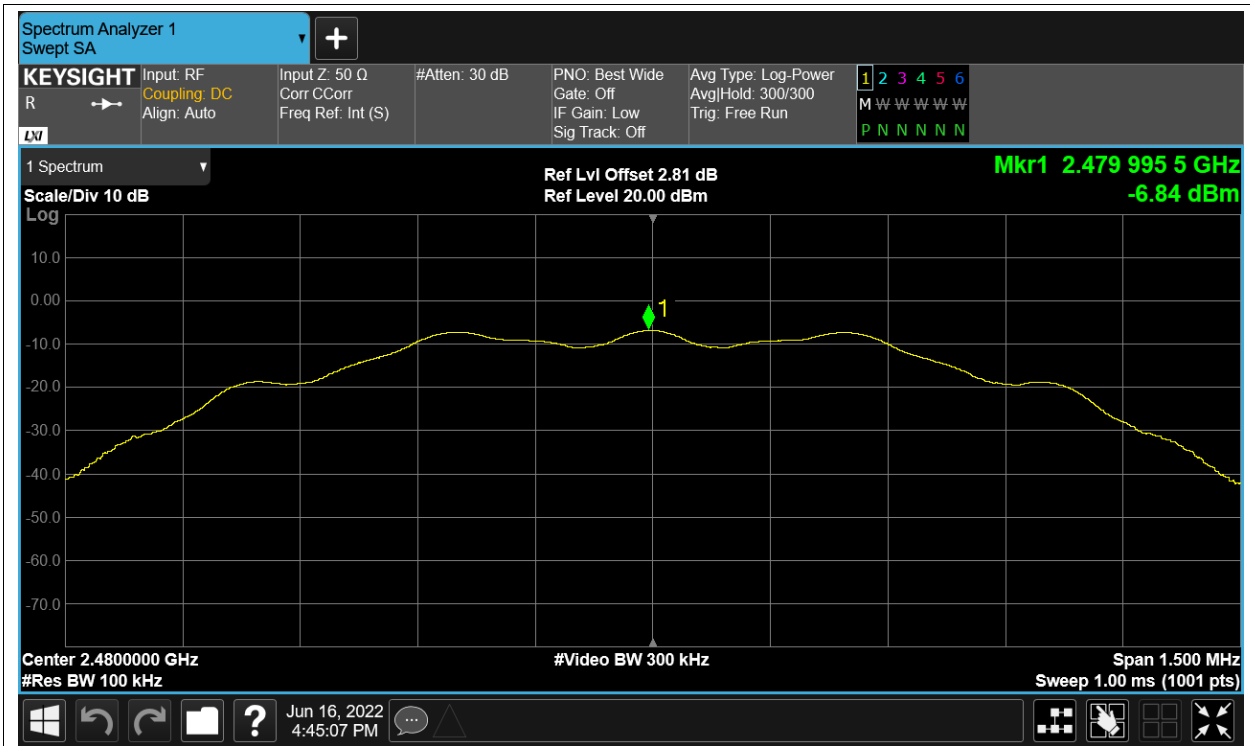 Spectrum Analyzer 1
Swept SA
KEYSIGHT
R
LXI
Input: RF
Coupling: DC
Align: Auto
Input Z: 50 Ω
Corr CCorr
Freq Ref: Int (S)
#Atten: 30 dB
PNO: Best Wide
Gate: Off
IF Gain: Low
Sig Track: Off
Avg Type: Log-Power
Avg|Hold: 300/300
Trig: Free Run
1 2 3 4 5 6
M W W W W W
P N N N N N
1 Spectrum
Scale/Div 10 dB
Log
Ref Lvl Offset 2.81 dB
Ref Level 20.00 dBm
Mkr1 2.479 995 5 GHz
-6.84 dBm
10.0
0.00
-10.0
-20.0
-30.0
-40.0
-50.0
-60.0
-70.0
1
Center 2.4800000 GHz
#Res BW 100 kHz
#Video BW 300 kHz
Span 1.500 MHz
Sweep 1.00 ms (1001 pts)
?
Jun 16, 2022
4:45:07 PM